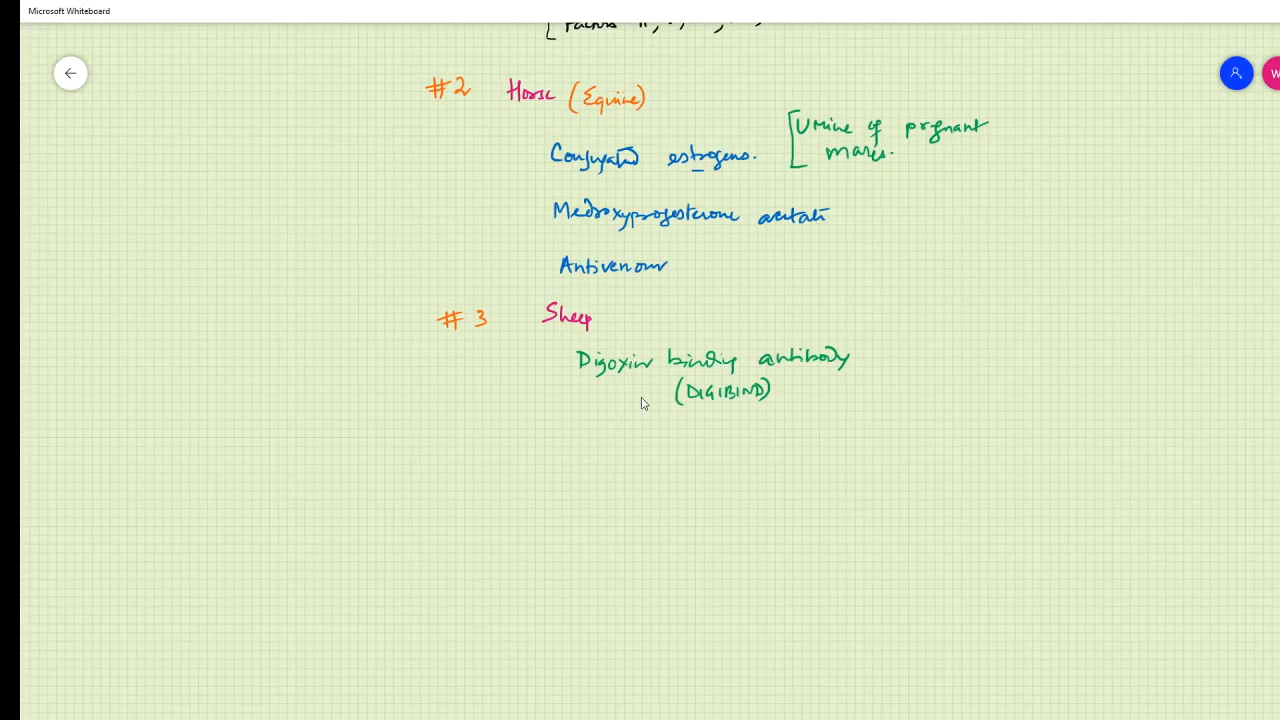 Microsoft Whiteboard
#2 Horse (Equine)
Conjugated estrogens. [Urine of pregnant
mares.
Medroxyprogesterone acetate
Antivenom
#3 Sheep
Digoxin binding antibody
(DIGIBIND)
W